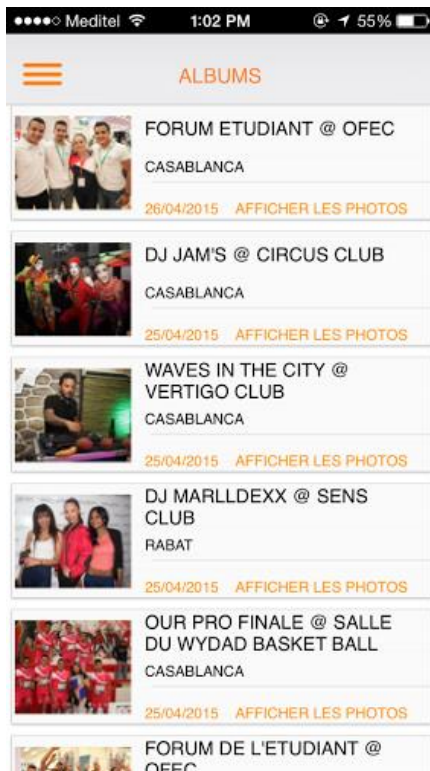 Meditel 1:02 PM 55%
ALBUMS
FORUM ETUDIANT @ OFEC
CASABLANCA
26/04/2015 AFFICHER LES PHOTOS
DJ JAM'S @ CIRCUS CLUB
CASABLANCA
25/04/2015 AFFICHER LES PHOTOS
WAVES IN THE CITY @
VERTIGO CLUB
CASABLANCA
25/04/2015 AFFICHER LES PHOTOS
DJ MARLLDEXX @ SENS
CLUB
RABAT
25/04/2015 AFFICHER LES PHOTOS
OUR PRO FINALE @ SALLE
DU WYDAD BASKET BALL
CASABLANCA
25/04/2015 AFFICHER LES PHOTOS
FORUM DE L'ETUDIANT @
OFEC